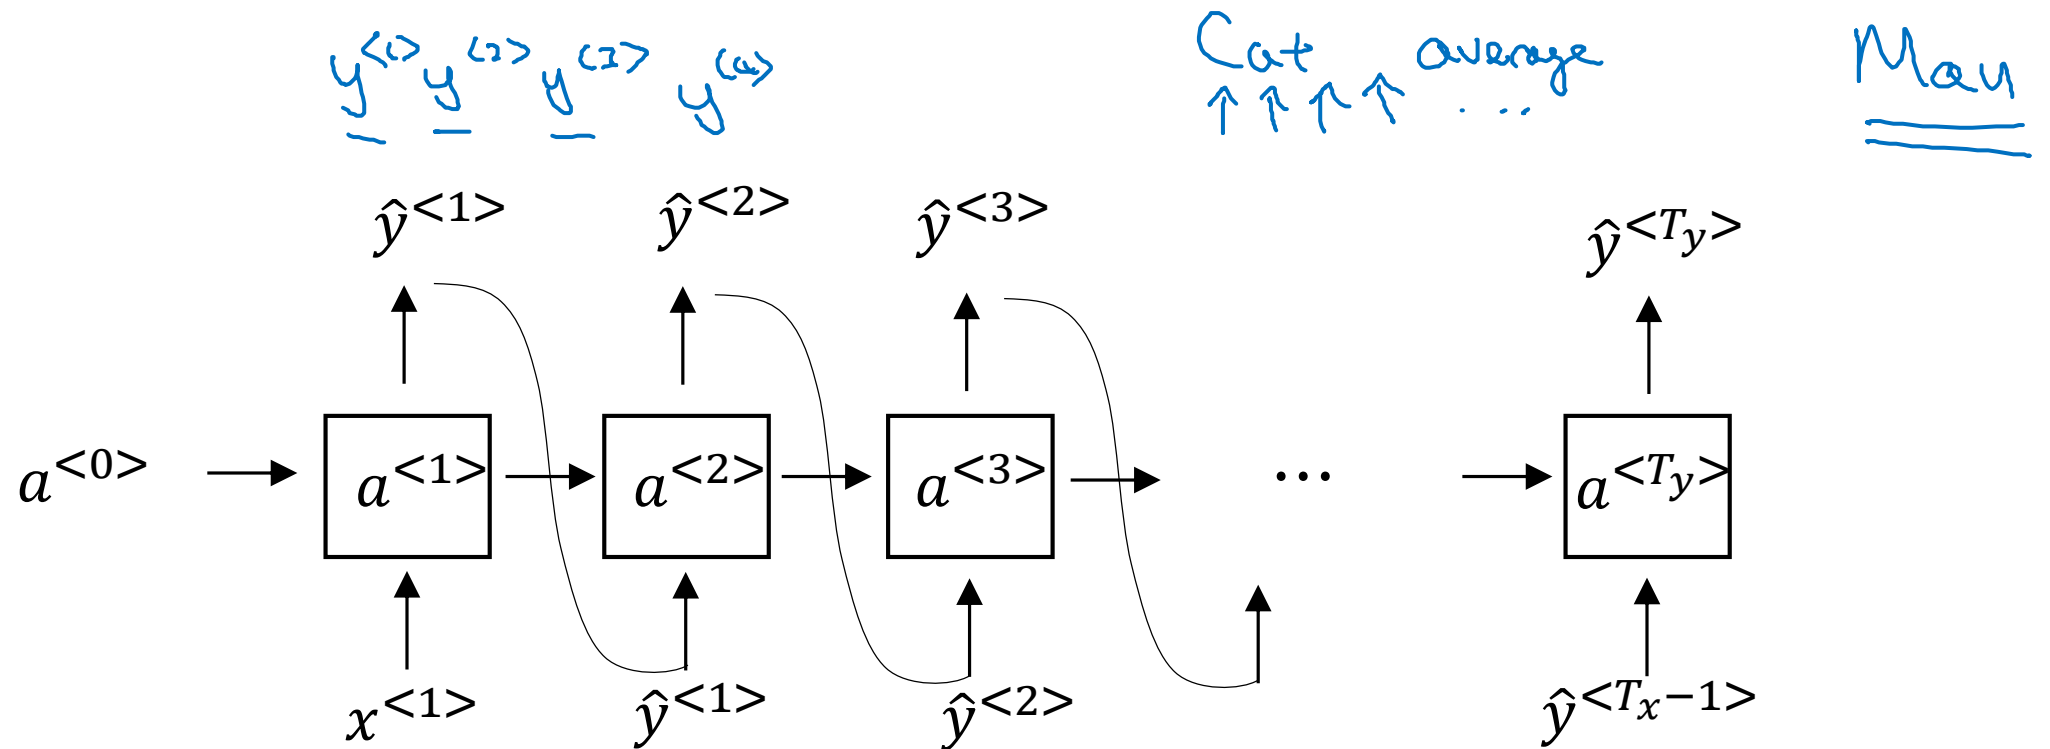 y<1> y<2> y<3> y<4> Cat average Mau
ŷ<1> ŷ<2> ŷ<3> ŷ<Ty>
a<0> a<1> a<2> a<3> ... a<Ty>
x<1> ŷ<1> ŷ<2> ŷ<Tx−1>